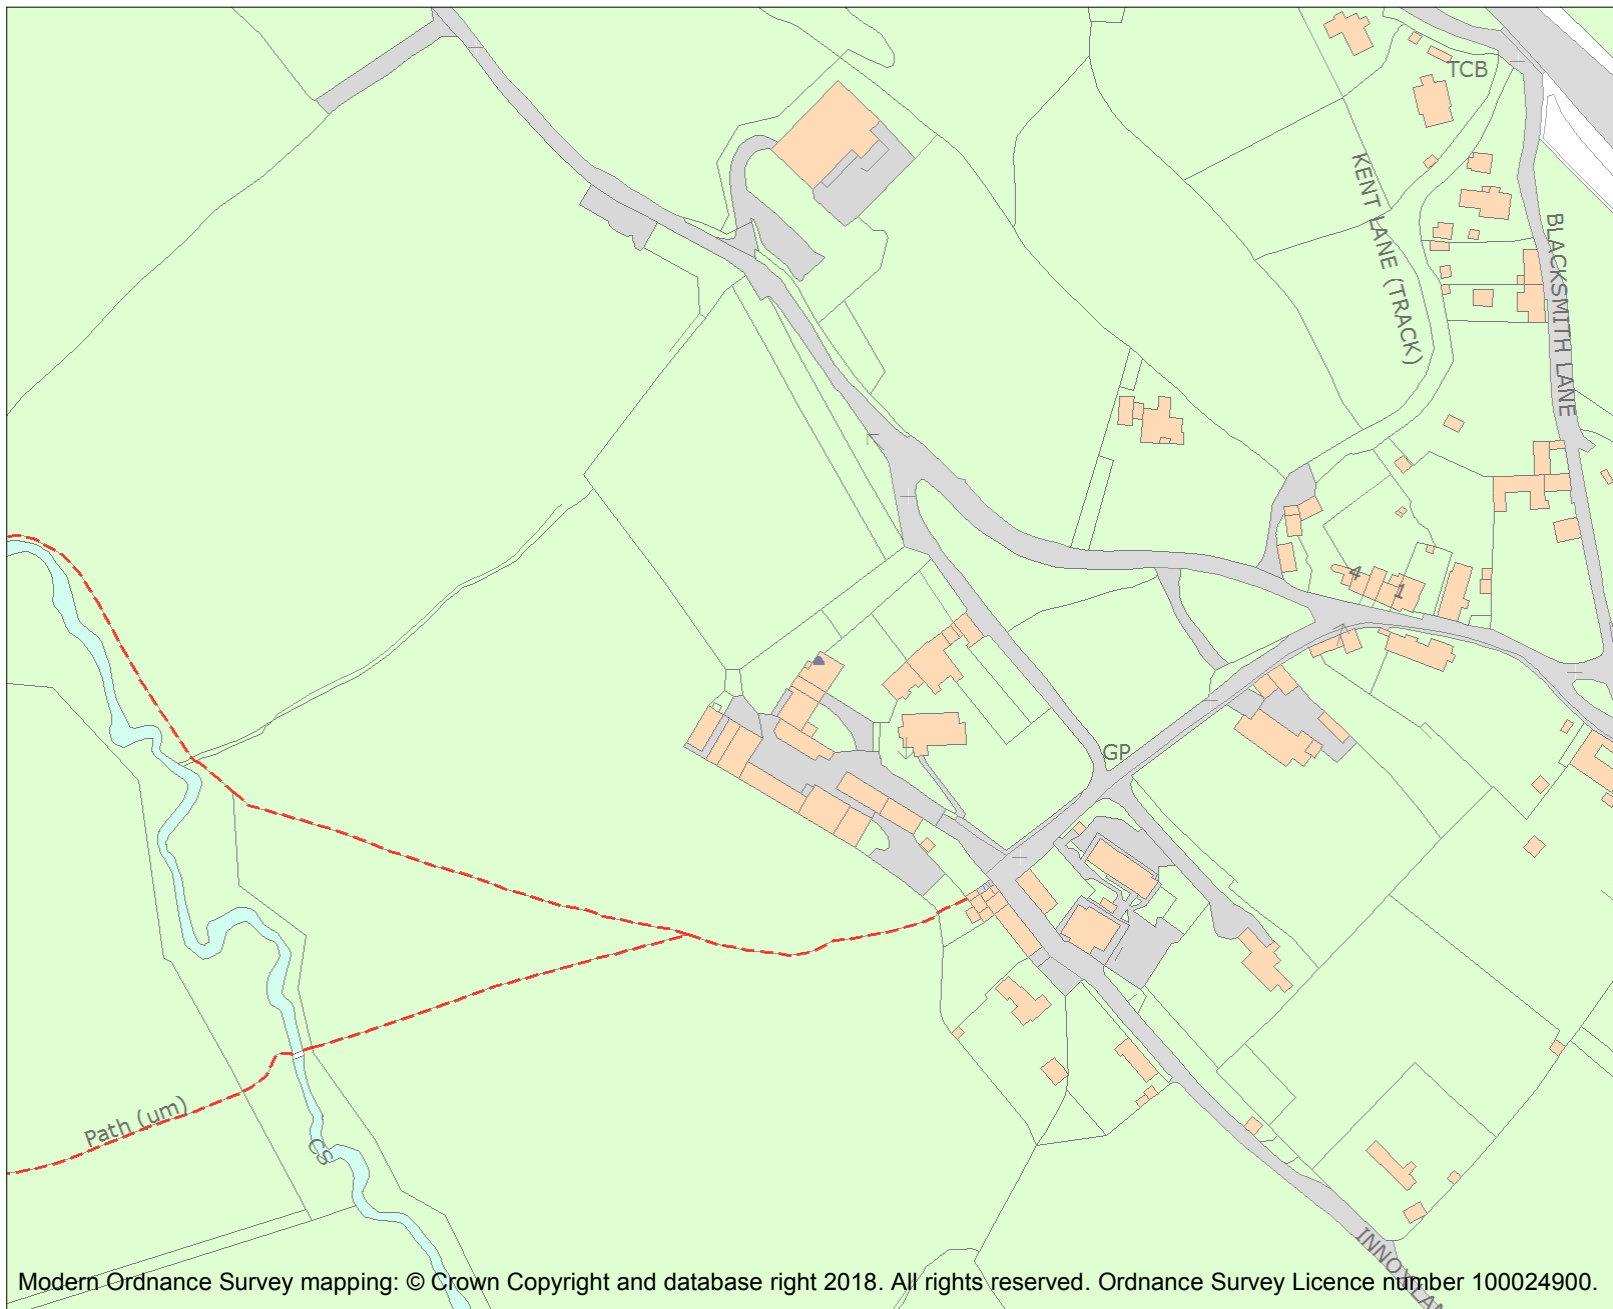 TCB
KENT LANE (TRACK)
BLACKSMITH LANE
4
1
GP
Path (um)
CS
Modern Ordnance Survey mapping: © Crown Copyright and database right 2018. All rights reserved. Ordnance Survey Licence number 100024900.